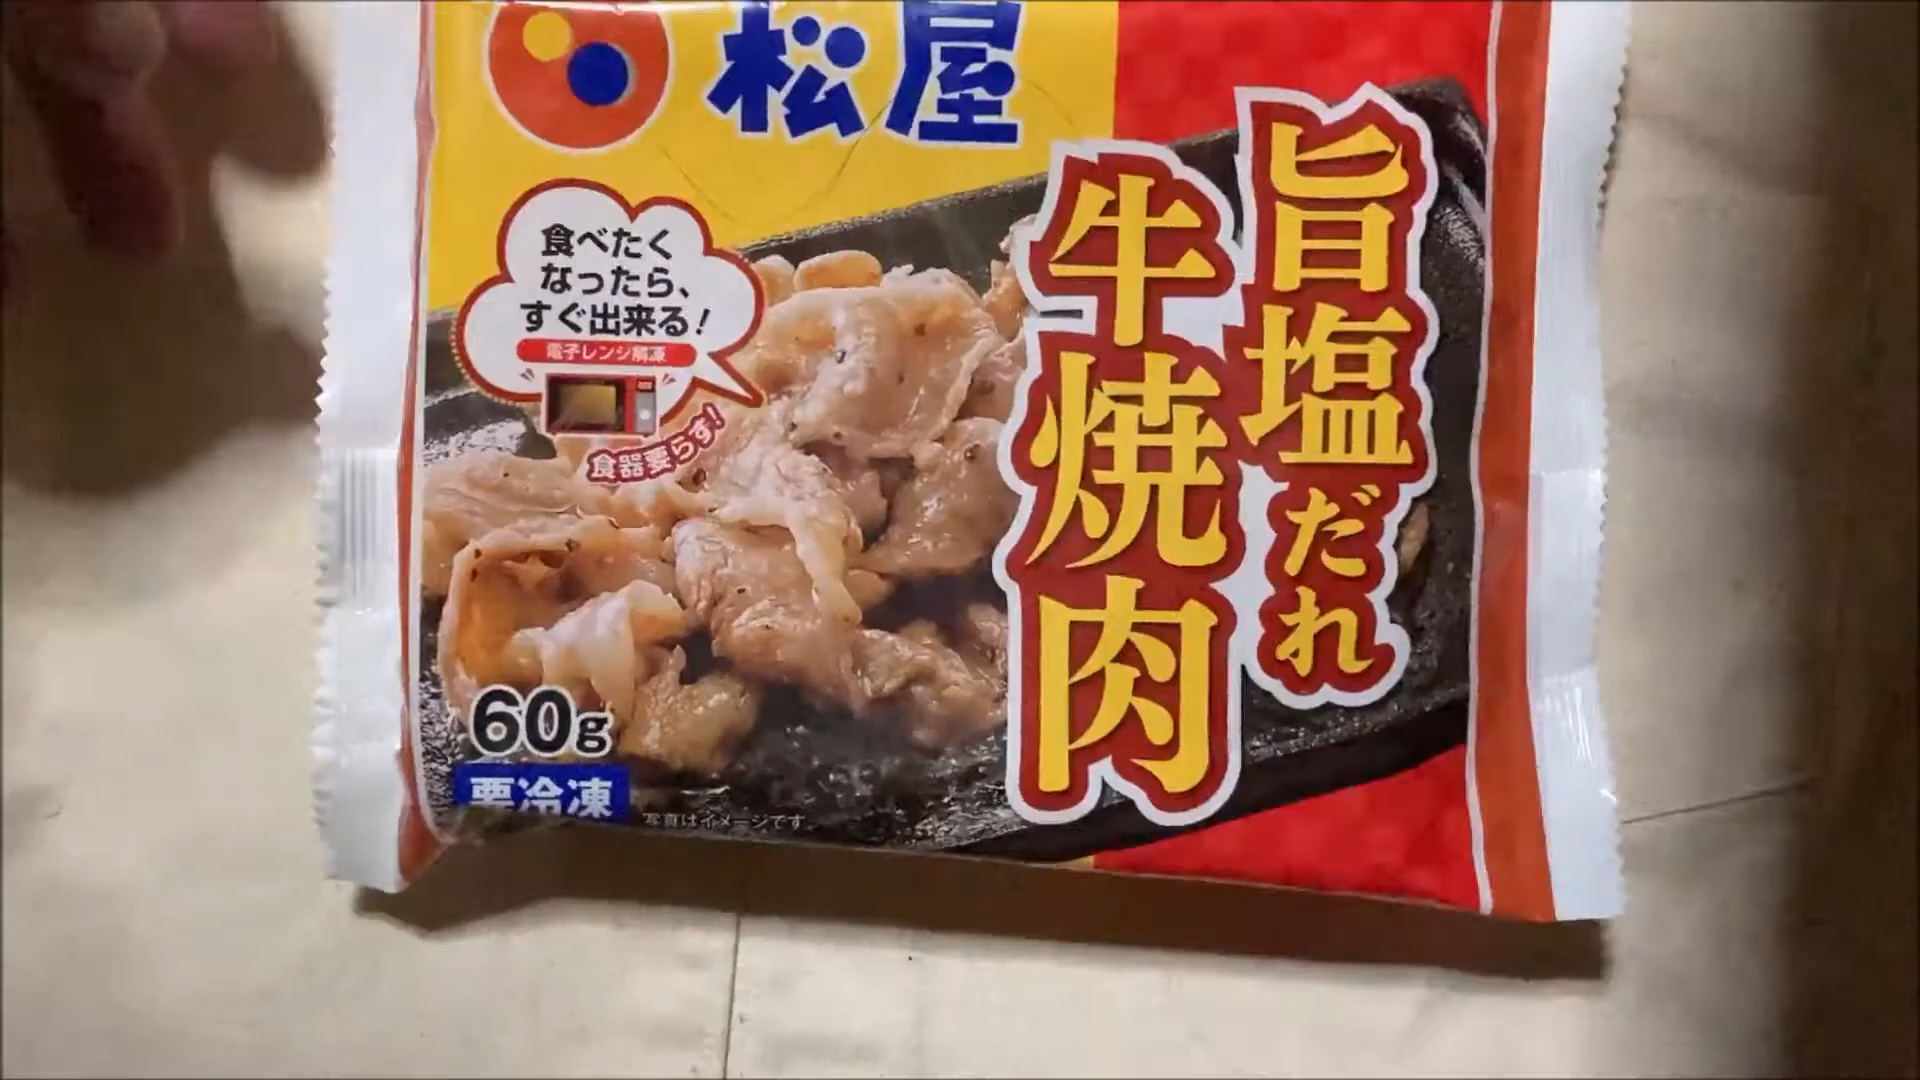 松屋
旨塩だれ
牛焼肉
食べたく
なったら、
すぐ出来る!
電子レンジ解凍
食器要らず!
60g
要冷凍
写真はイメージです